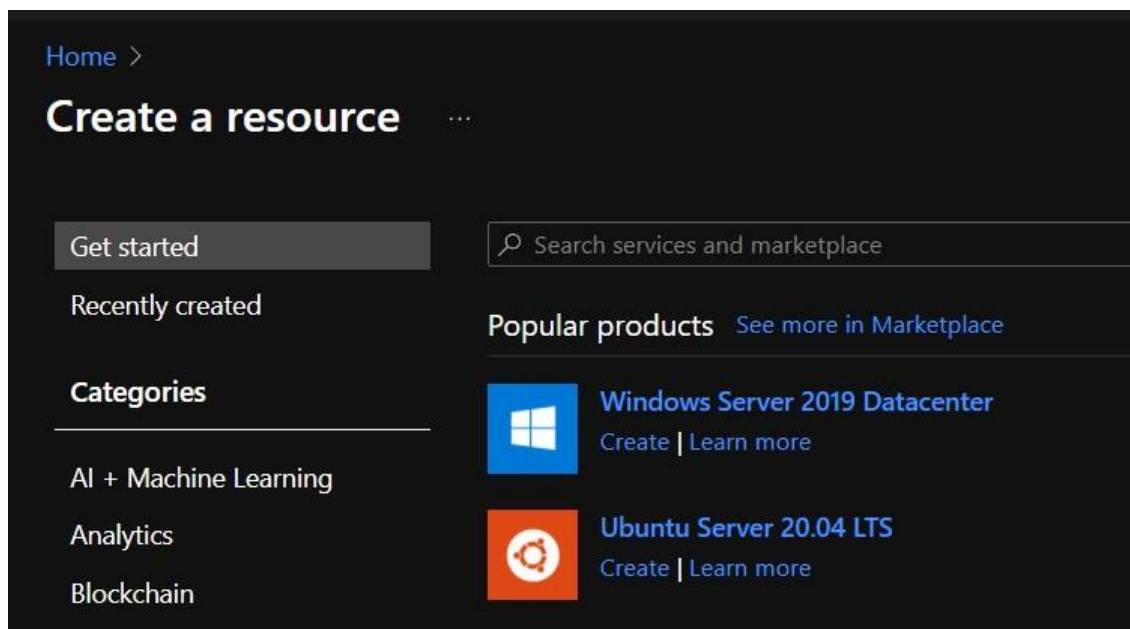 Home >
Create a resource ...
Get started
Recently created
Categories
AI + Machine Learning
Analytics
Blockchain
Search services and marketplace
Popular products See more in Marketplace
Windows Server 2019 Datacenter
Create | Learn more
Ubuntu Server 20.04 LTS
Create | Learn more